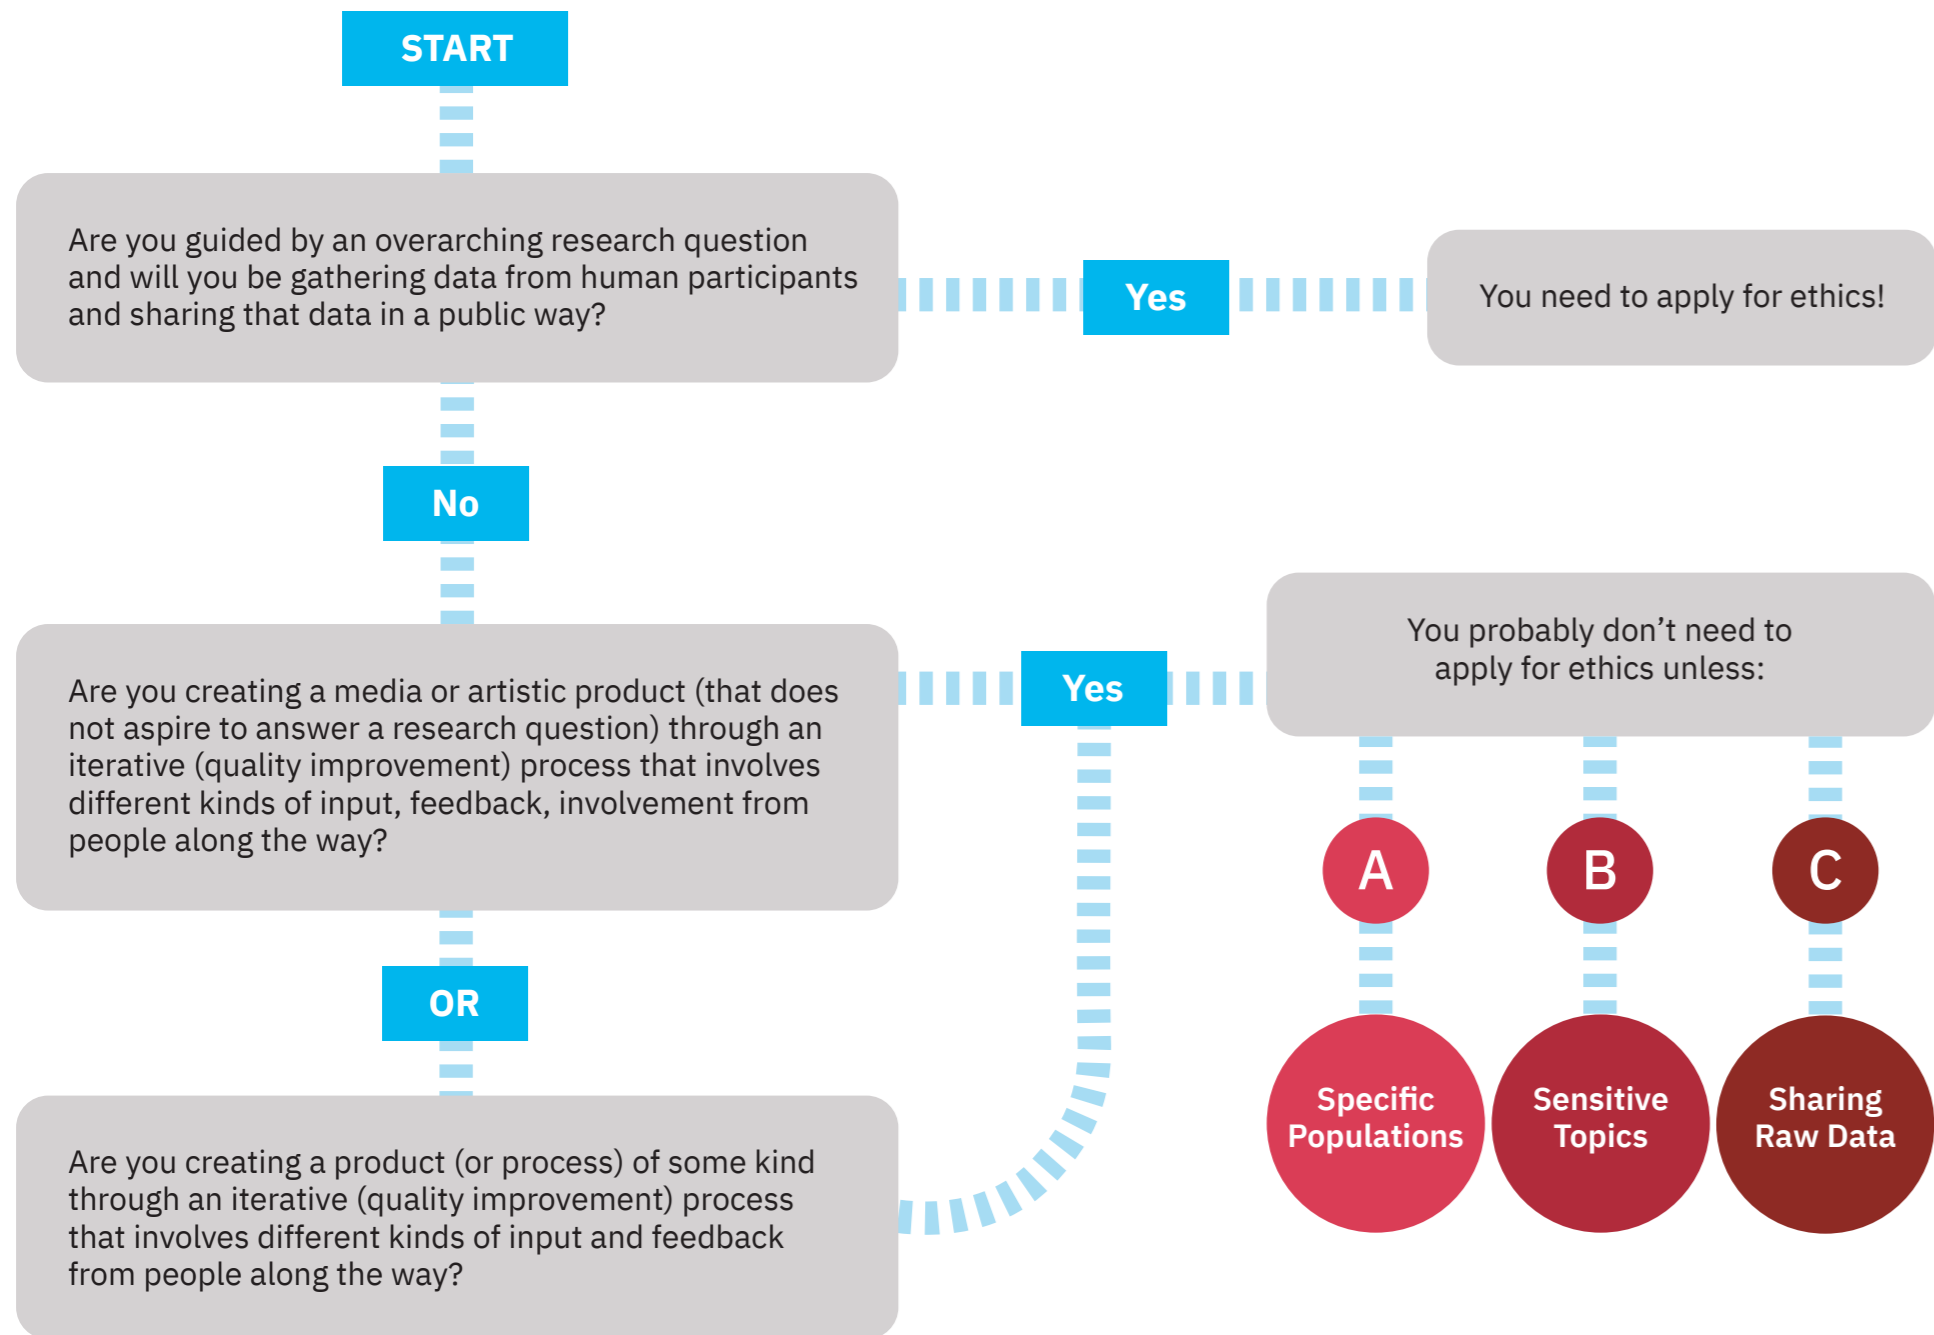 START
Are you guided by an overarching research question
and will you be gathering data from human participants
and sharing that data in a public way?
Yes
You need to apply for ethics!
No
Are you creating a media or artistic product (that does
not aspire to answer a research question) through an
iterative (quality improvement) process that involves
different kinds of input, feedback, involvement from
people along the way?
Yes
You probably don’t need to
apply for ethics unless:
A
B
C
Specific
Populations
Sensitive
Topics
Sharing
Raw Data
OR
Are you creating a product (or process) of some kind
through an iterative (quality improvement) process
that involves different kinds of input and feedback
from people along the way?